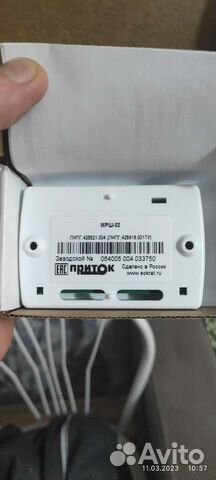 МРШ-02
ЛИПГ.425621.004 (ЛИПГ.425618.001ТУ)
Заводской № 054005 004 033750
ЕАС ПРИТОК
Сделано в России
www.sokrat.ru
Avito
11.03.2023 10:57